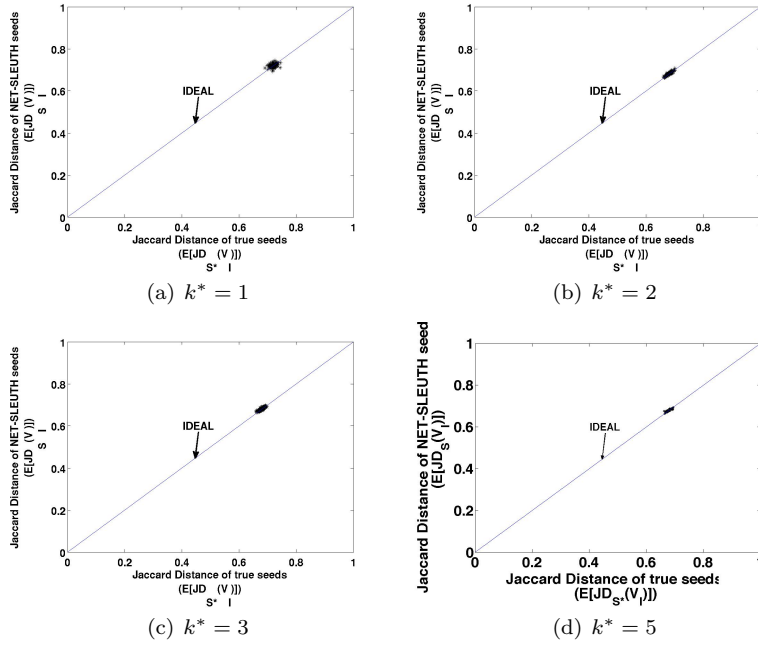 Jaccard Distance of NET-SLEUTH seeds
(E[JD (V )])
S I
1
0.8
0.6
0.4
0.2
0
IDEAL
0 0.2 0.4 0.6 0.8 1
Jaccard Distance of true seeds
(E[JD (V )])
S* I
(a) k* = 1
Jaccard Distance of NET-SLEUTH seeds
(E[JD (V )])
S I
1
0.8
0.6
0.4
0.2
0
IDEAL
0 0.2 0.4 0.6 0.8
Jaccard Distance of true seeds
(E[JD (V )])
S* I
(b) k* = 2
Jaccard Distance of NET-SLEUTH seeds
(E[JD (V )])
S I
1
0.8
0.6
0.4
0.2
0
IDEAL
0 0.2 0.4 0.6 0.8 1
Jaccard Distance of true seeds
(E[JD (V )])
S* I
(c) k* = 3
Jaccard Distance of NET-SLEUTH seed
(E[JD_S(V_I)])
1
0.8
0.6
0.4
0.2
0
IDEAL
0 0.2 0.4 0.6 0.8
Jaccard Distance of true seeds
(E[JD_S*(V_I)])
(d) k* = 5